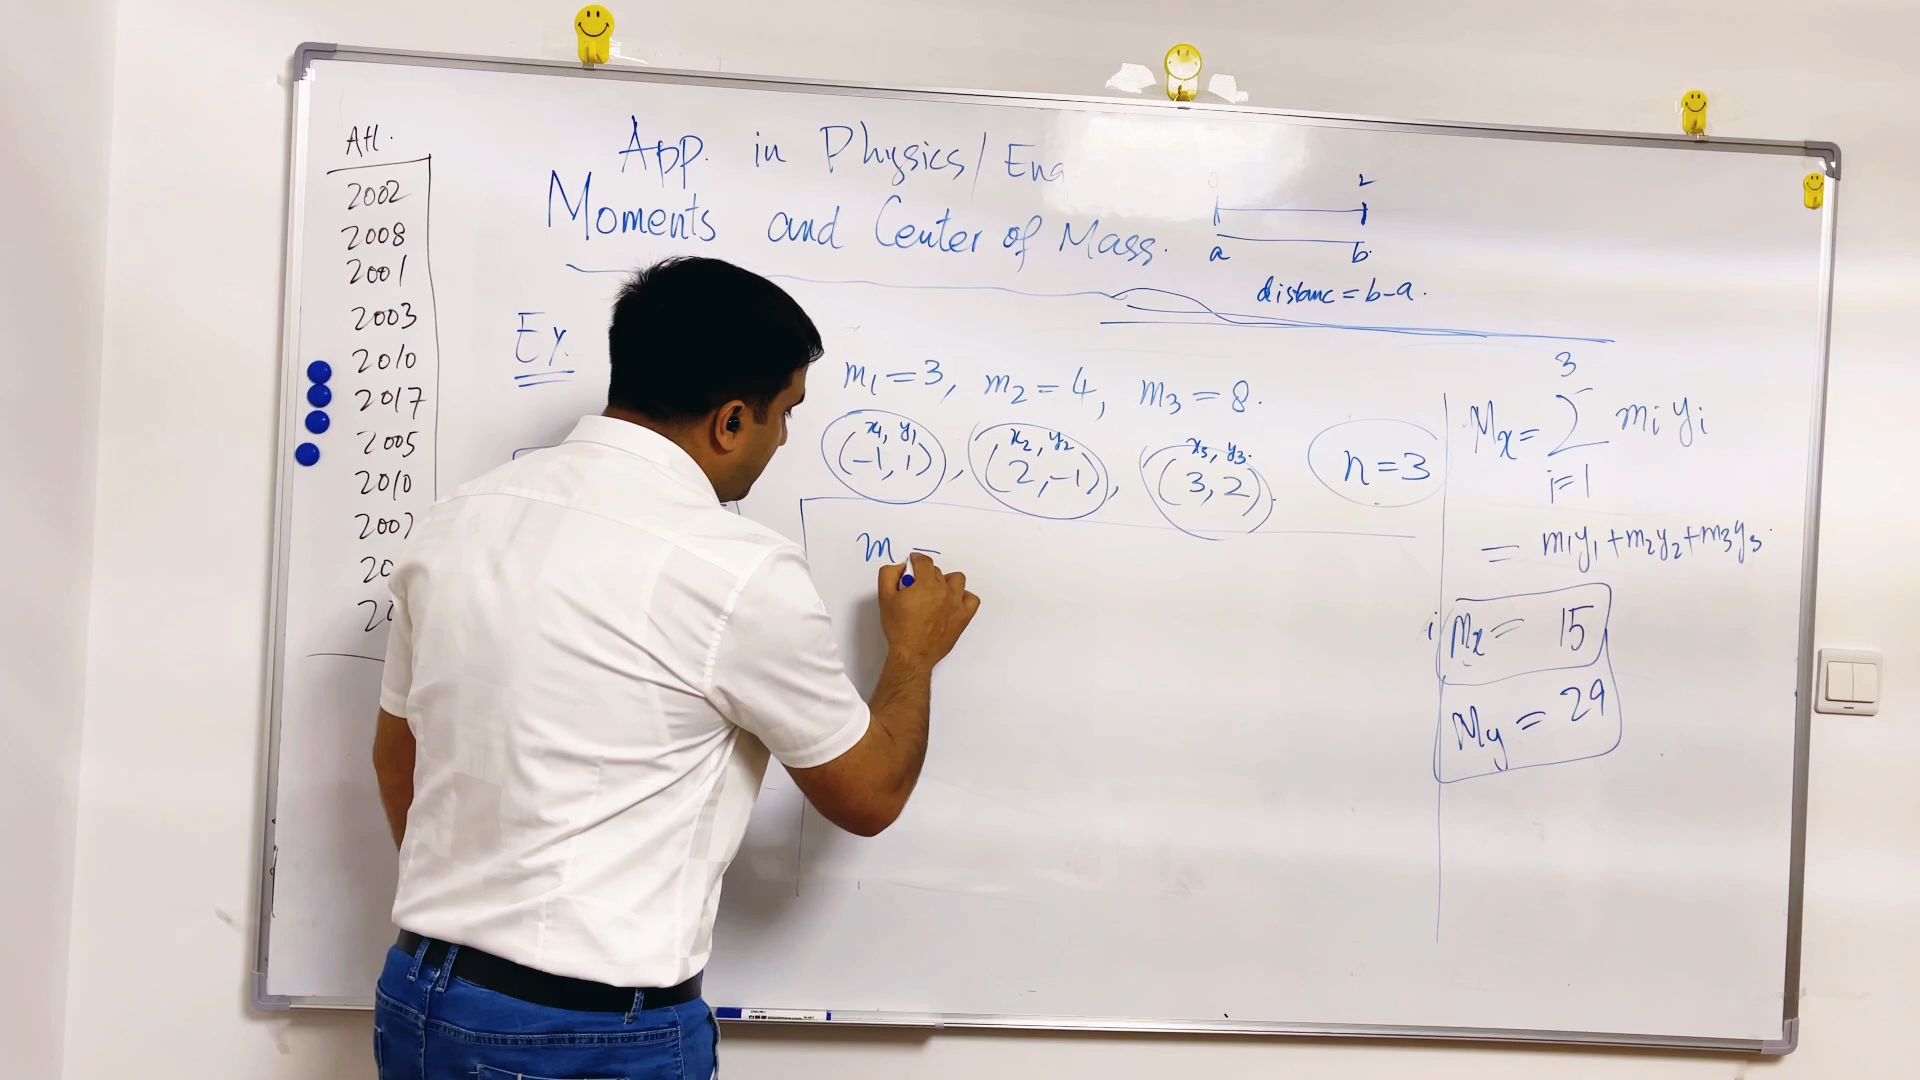 Att.
2002
2008
2001
2003
2010
2017
2005
2010
2007
App. in Physics/ Eng
Moments and Center of Mass.
2
a b.
distanc = b-a.
Ex.
m1 = 3, m2 = 4, m3 = 8.
x1, y1 x2, y2 x3, y3.
(-1, 1), (2, -1), (3, 2). n = 3
m =
3
Mx = ∑ mi yi
i=1
= m1y1 + m2y2 + m3y3.
Mx = 15
My = 29